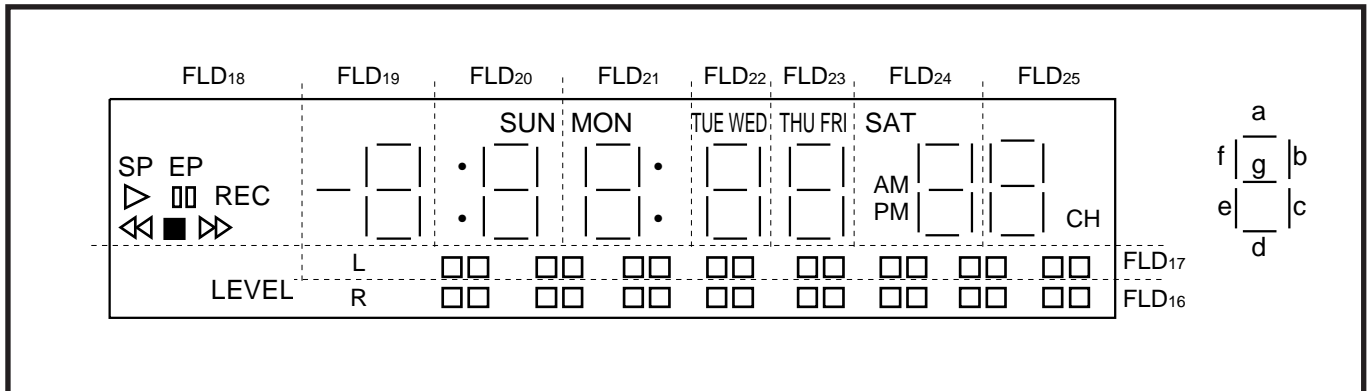 FLD18 FLD19 FLD20 FLD21 FLD22 FLD23 FLD24 FLD25
SUN MON TUE WED THU FRI SAT
SP EP
REC
AM
PM
CH
L FLD17
LEVEL R FLD16
a
f g b
e c
d